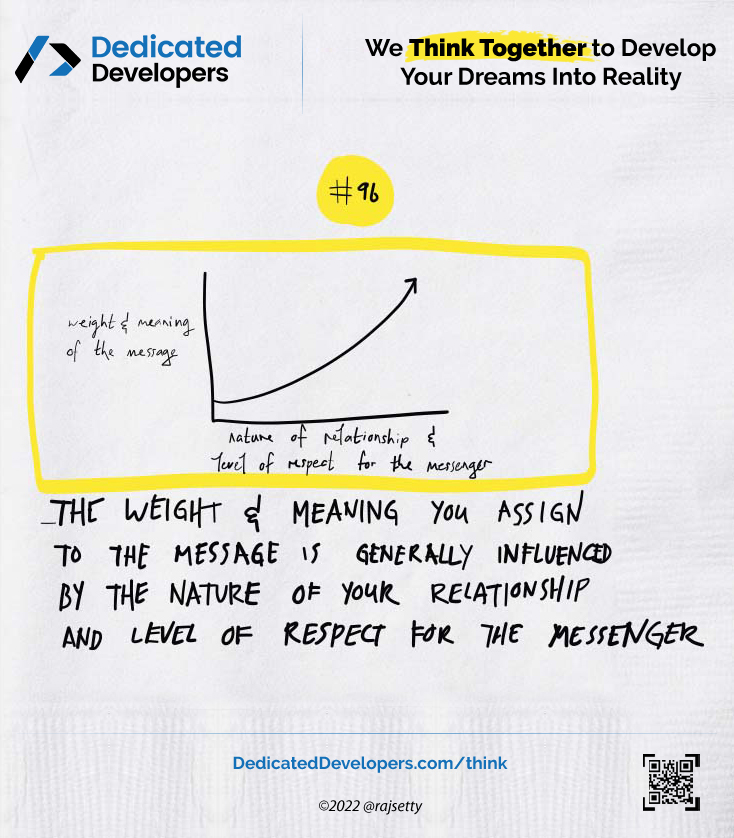 Dedicated
Developers
We Think Together to Develop
Your Dreams Into Reality
#96
weight & meaning
of the message
nature of relationship &
level of respect for the messenger
THE WEIGHT & MEANING YOU ASSIGN
TO THE MESSAGE IS GENERALLY INFLUENCED
BY THE NATURE OF YOUR RELATIONSHIP
AND LEVEL OF RESPECT FOR THE MESSENGER
DedicatedDevelopers.com/think
©2022 @rajsetty